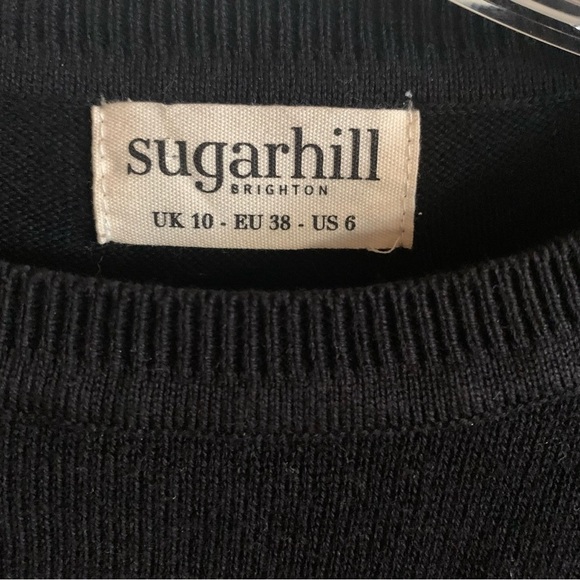 sugarhill
BRIGHTON
UK 10 - EU 38 - US 6